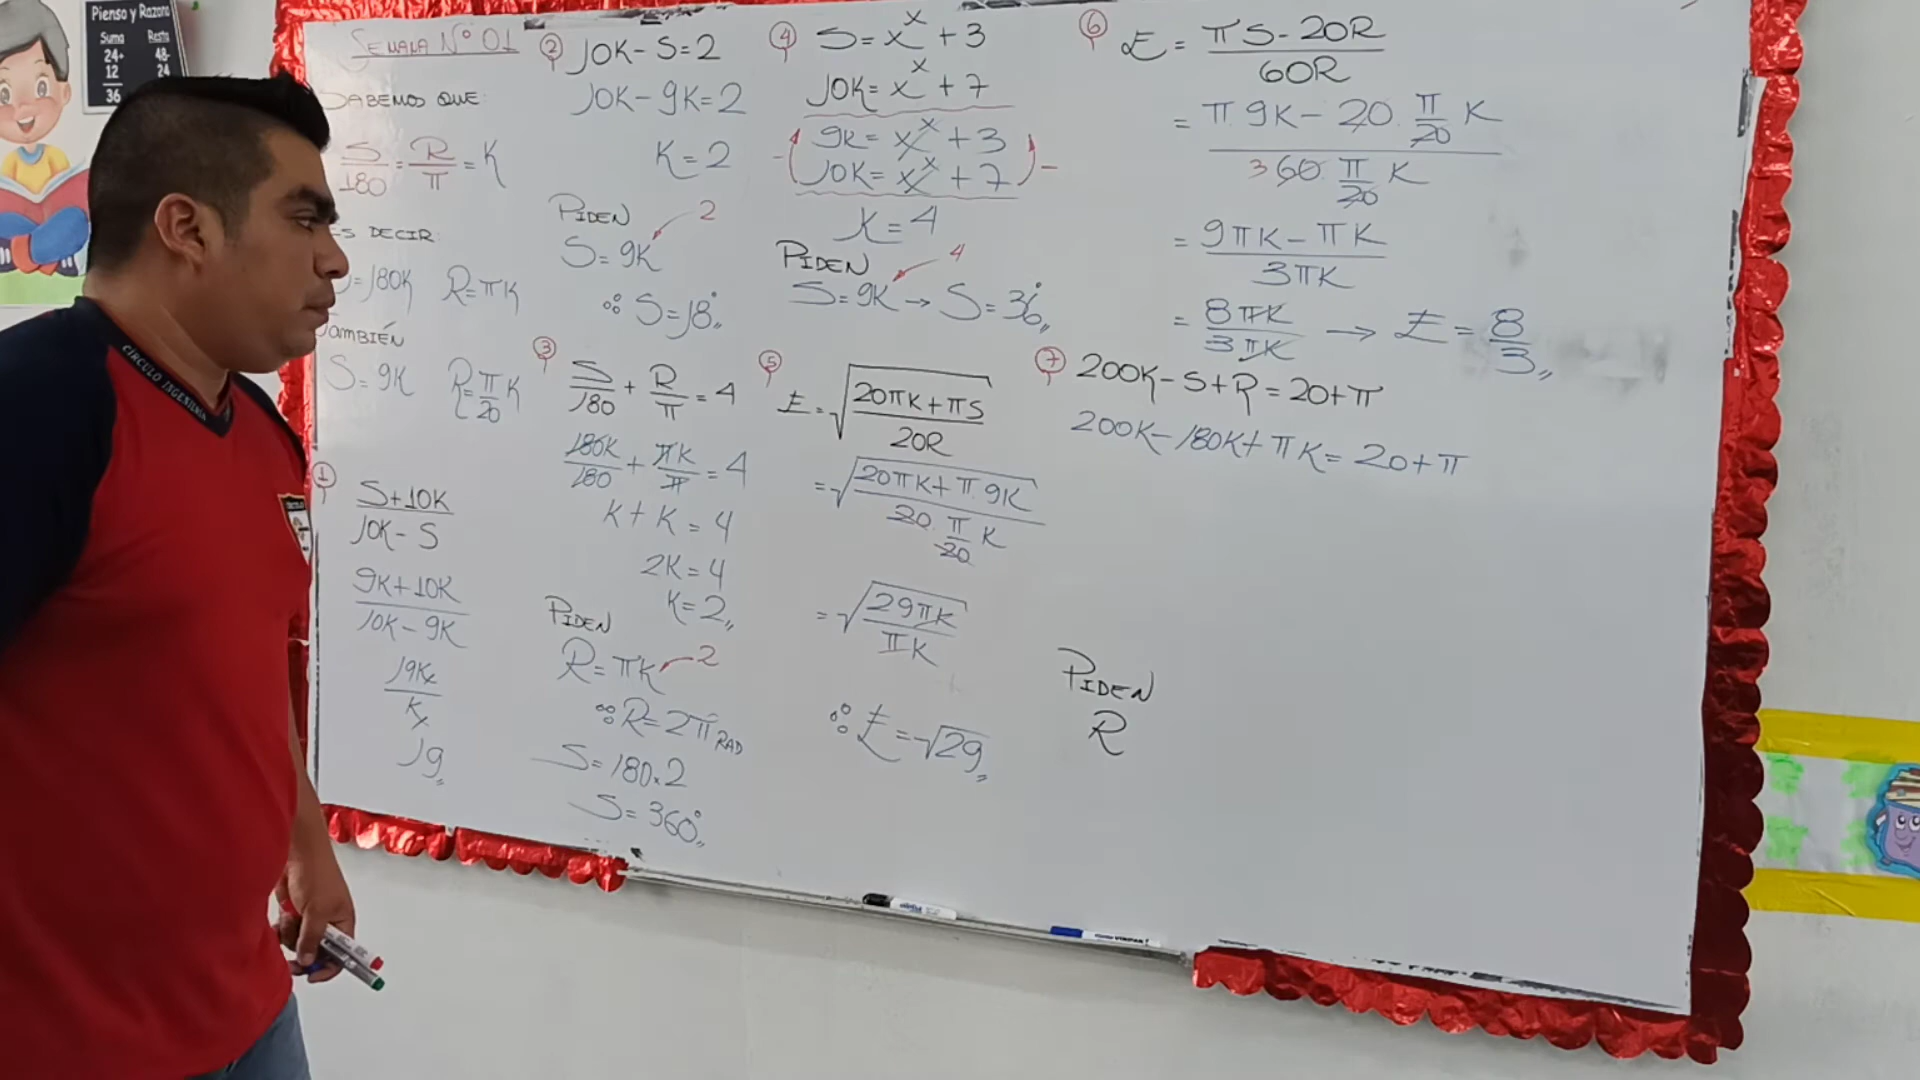 Pienso y Razono
Suma Resta
24+ 48-
12 24
36
SEMANA N° 01
SABEMOS QUE:
S/180 = R/π = K
ES DECIR:
S=180K R=πK
También
S=9K R=π/20 K
①
S+10K / 10K-S
9K+10K / 10K-9K
19K / K
19,,
②
10K-S=2
10K-9K=2
K=2
PIDEN
2
S=9K
∴ S=18°,,
③
S/180 + R/π = 4
180K/180 + πK/π = 4
K+K=4
2K=4
K=2,,
PIDEN
R=πK 2
∴ R=2π RAD
S=180.2
S=360°,,
④
S=x^x+3
10K=x^x+7
9K=x^x+3
- 10K=x^x+7 -
K=4
PIDEN
4
S=9K → S=36°,,
⑤
E=√(20πK+πS / 20R)
=√(20πK+π.9K / 20.π/20 K)
=√(29πK / πK)
∴ E=√29,,
⑥
E = πS-20R / 60R
= π.9K-20.π/20 K / 3 60.π/20 K
= 9πK-πK / 3πK
= 8πK / 3πK → E = 8/3,,
⑦
200K-S+R=20+π
200K-180K+πK=20+π
PIDEN
R
CÍRCULO INGENIERÍA